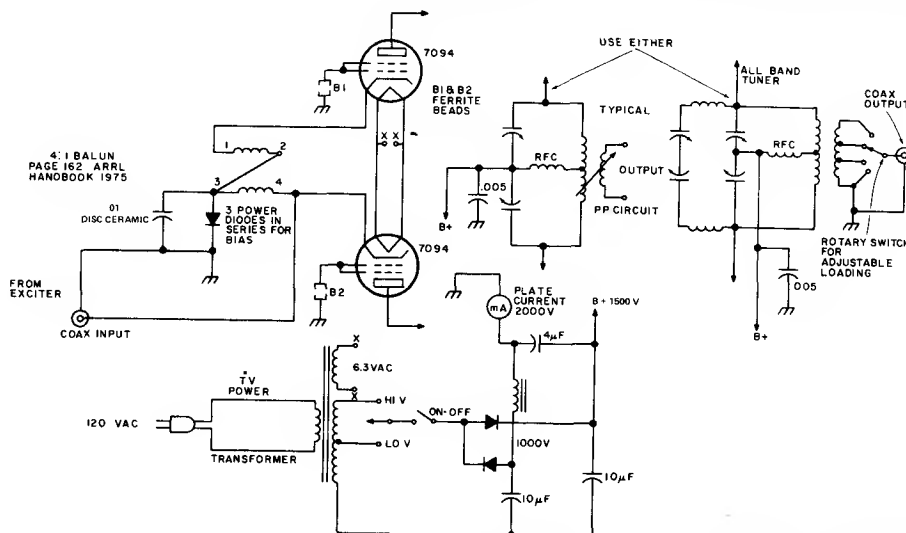 7094
B1
B1 & B2
FERRITE
BEADS
X X
1
2
4:1 BALUN
PAGE 162 ARRL
HANOBOOK 1975
3
4
01
DISC CERAMIC
3 POWER
DIODES IN
SERIES FOR
BIAS
7094
B2
FROM
EXCITER
COAX INPUT
USE EITHER
TYPICAL
RFC
OUTPUT
.005
B+
PP CIRCUIT
ALL BAND
TUNER
COAX
OUTPUT
RFC
ROTARY SWITCH
FOR
ADJUSTABLE
LOADING
.005
B+
PLATE
CURRENT
2000V
mA
B + 1500 V
4µF
X
6.3VAC
X
TV
POWER
TRANSFORMER
120 VAC
HI V
ON-OFF
LO V
1000V
10µF
10µF